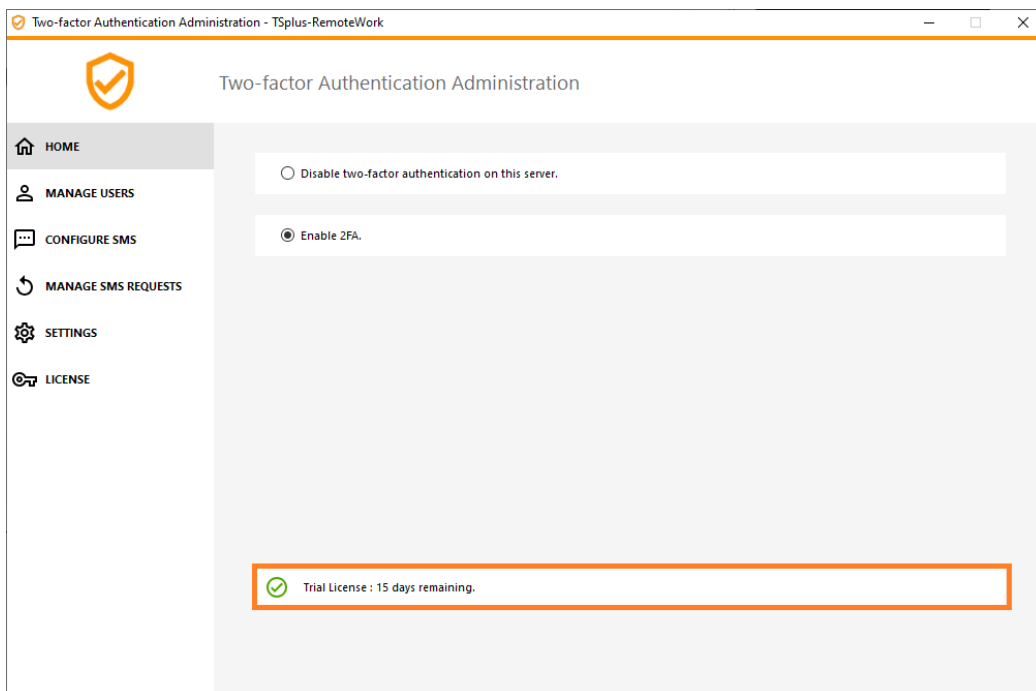 Two-factor Authentication Administration - TSplus-RemoteWork
Two-factor Authentication Administration
HOME
MANAGE USERS
CONFIGURE SMS
MANAGE SMS REQUESTS
SETTINGS
LICENSE
Disable two-factor authentication on this server.
Enable 2FA.
Trial License : 15 days remaining.